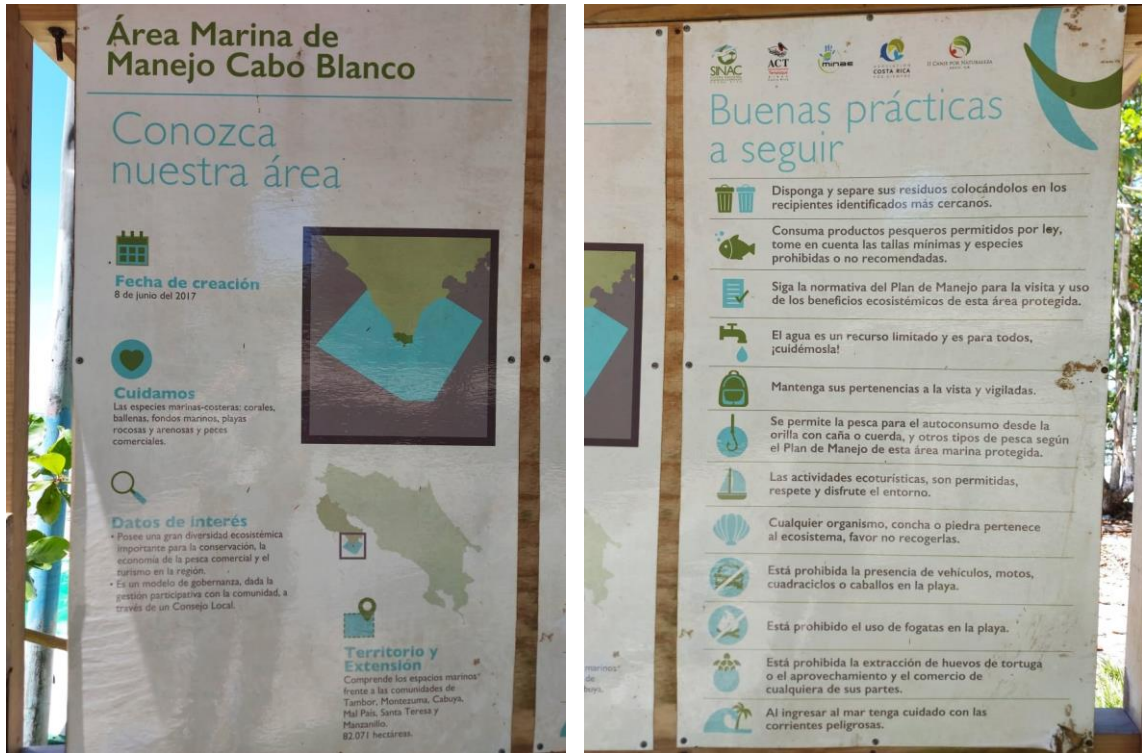 Área Marina de
Manejo Cabo Blanco
Conozca
nuestra área
Fecha de creación
8 de junio del 2017
Cuidamos
Las especies marinas-costeras: corales,
ballenas, fondos marinos, playas
rocosas y arenosas y peces
comerciales.
Datos de interés
• Posee una gran diversidad ecosistémica
importante para la conservación, la
economía de la pesca comercial y el
turismo en la región.
• Es un modelo de gobernanza, dada la
gestión participativa con la comunidad, a
través de un Consejo Local.
Territorio y
Extensión
Comprende los espacios marinos
frente a las comunidades de
Tambor, Montezuma, Cabuya,
Mal País, Santa Teresa y
Manzanillo.
82.071 hectáreas.
SINAC
ACT
minae
COSTA RICA
Buenas prácticas
a seguir
Disponga y separe sus residuos colocándolos en los
recipientes identificados más cercanos.
Consuma productos pesqueros permitidos por ley,
tome en cuenta las tallas mínimas y especies
prohibidas o no recomendadas.
Siga la normativa del Plan de Manejo para la visita y uso
de los beneficios ecosistémicos de esta área protegida.
El agua es un recurso limitado y es para todos,
¡cuidémosla!
Mantenga sus pertenencias a la vista y vigiladas.
Se permite la pesca para el autoconsumo desde la
orilla con caña o cuerda, y otros tipos de pesca según
el Plan de Manejo de esta área marina protegida.
Las actividades ecoturísticas, son permitidas,
respete y disfrute el entorno.
Cualquier organismo, concha o piedra pertenece
al ecosistema, favor no recogerlas.
Está prohibida la presencia de vehículos, motos,
cuadraciclos o caballos en la playa.
Está prohibido el uso de fogatas en la playa.
Está prohibida la extracción de huevos de tortuga
o el aprovechamiento y el comercio de
cualquiera de sus partes.
Al ingresar al mar tenga cuidado con las
corrientes peligrosas.